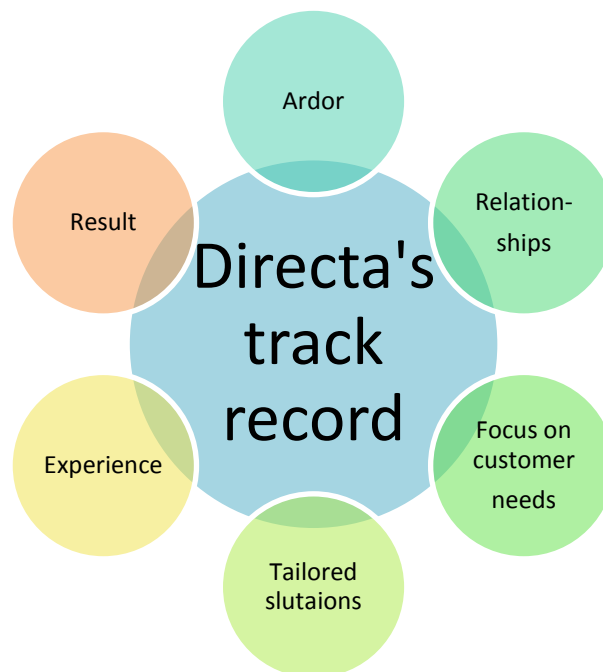 Ardor
Relation-
ships
Focus on
customer
needs
Tailored
slutaions
Experience
Result
Directa's
track
record